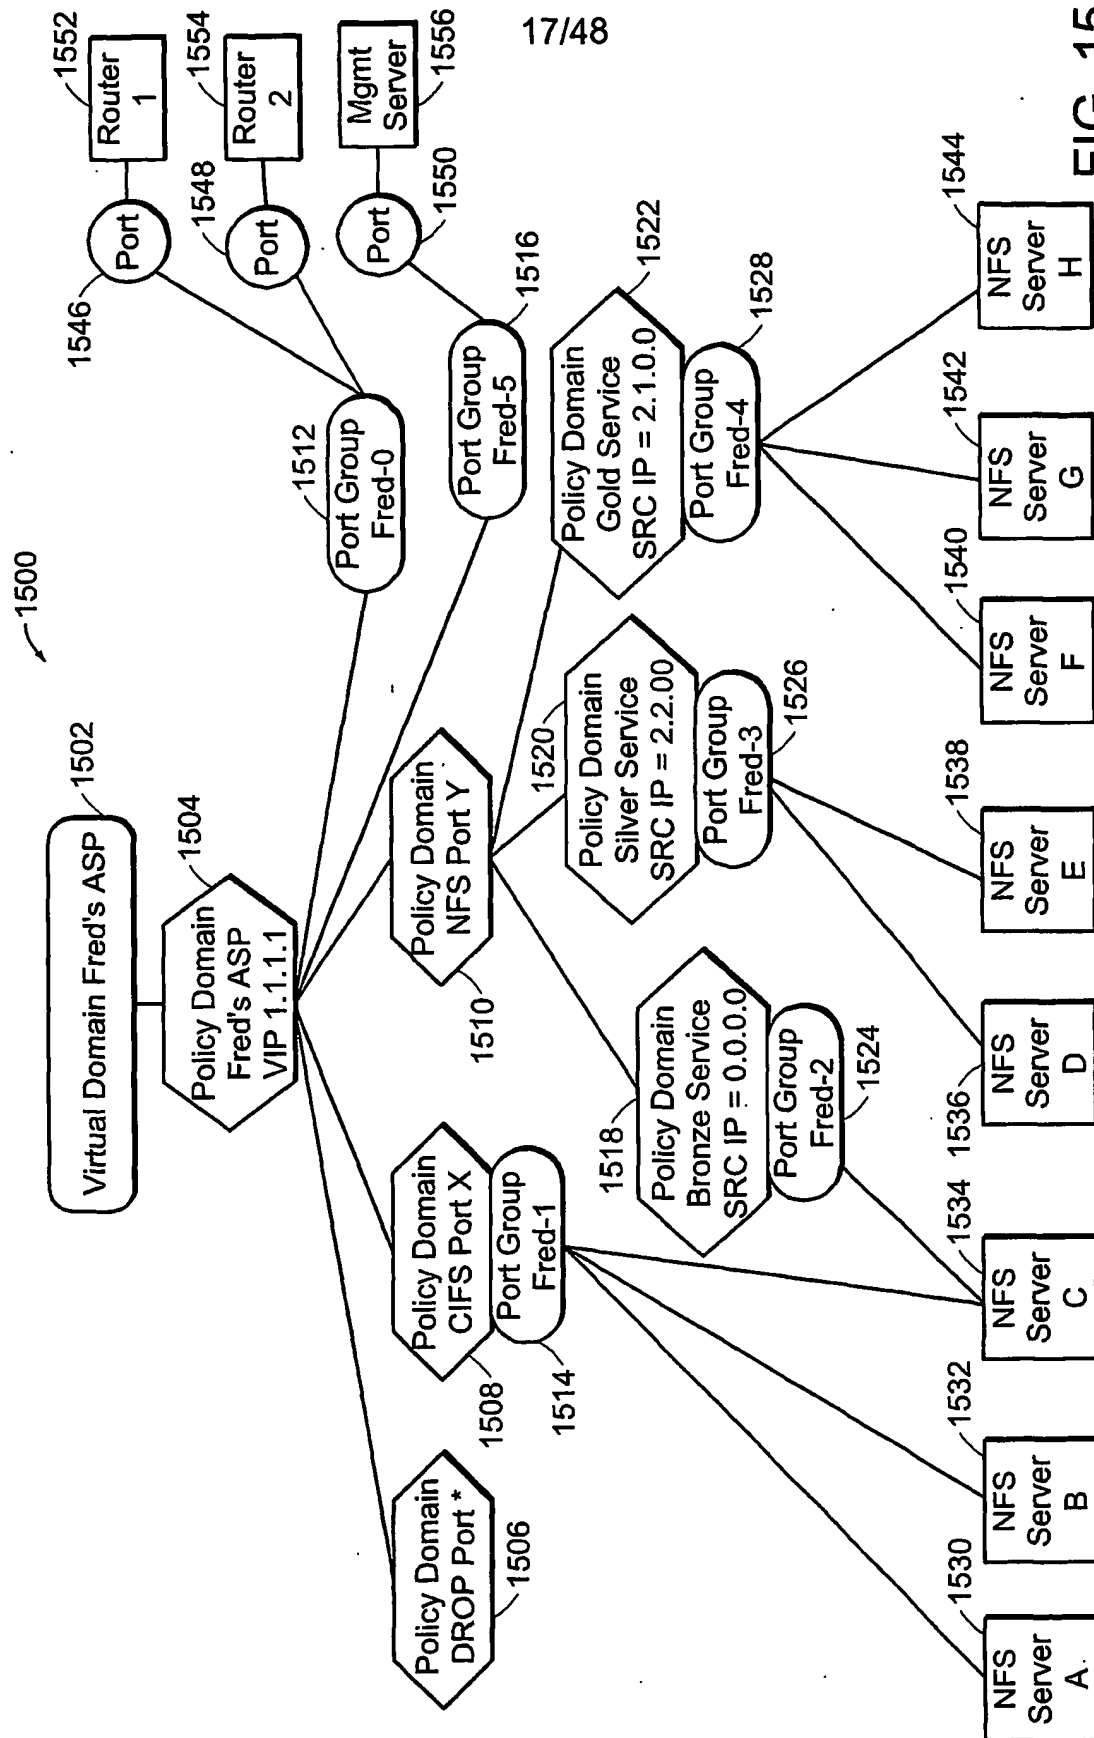 17/48
1500
Virtual Domain Fred's ASP
1502
Policy Domain
Fred's ASP
VIP 1.1.1.1
1504
Policy Domain
DROP Port *
1506
Policy Domain
CIFS Port X
1508
Port Group
Fred-1
1514
Policy Domain
NFS Port Y
1510
Port Group
Fred-0
1512
Port Group
Fred-5
1516
Port
1546
Router
1
1552
Port
1548
Router
2
1554
Port
1550
Mgmt
Server
1556
Policy Domain
Bronze Service
SRC IP = 0.0.0.0
1518
Port Group
Fred-2
1524
Policy Domain
Silver Service
SRC IP = 2.2.00
1520
Port Group
Fred-3
1526
Policy Domain
Gold Service
SRC IP = 2.1.0.0
1522
Port Group
Fred-4
1528
NFS
Server
A
1530
NFS
Server
B
1532
NFS
Server
C
1534
NFS
Server
D
1536
NFS
Server
E
1538
NFS
Server
F
1540
NFS
Server
G
1542
NFS
Server
H
1544
FIG. 15